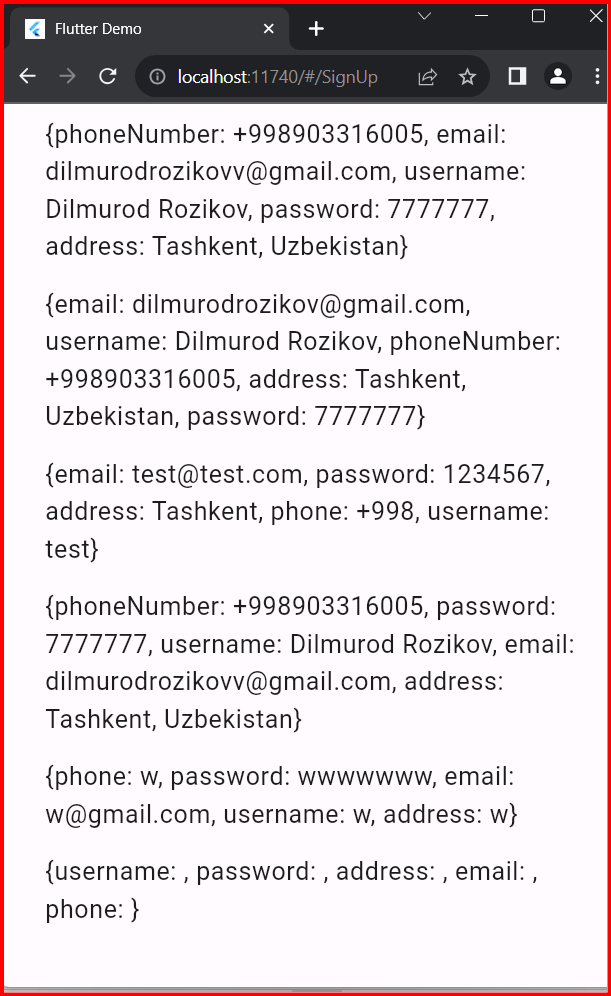 Flutter Demo
localhost:11740/#/SignUp
{phoneNumber: +998903316005, email:
dilmurodrozikovv@gmail.com, username:
Dilmurod Rozikov, password: 7777777,
address: Tashkent, Uzbekistan}
{email: dilmurodrozikov@gmail.com,
username: Dilmurod Rozikov, phoneNumber:
+998903316005, address: Tashkent,
Uzbekistan, password: 7777777}
{email: test@test.com, password: 1234567,
address: Tashkent, phone: +998, username:
test}
{phoneNumber: +998903316005, password:
7777777, username: Dilmurod Rozikov, email:
dilmurodrozikovv@gmail.com, address:
Tashkent, Uzbekistan}
{phone: w, password: wwwwwww, email:
w@gmail.com, username: w, address: w}
{username: , password: , address: , email: ,
phone: }